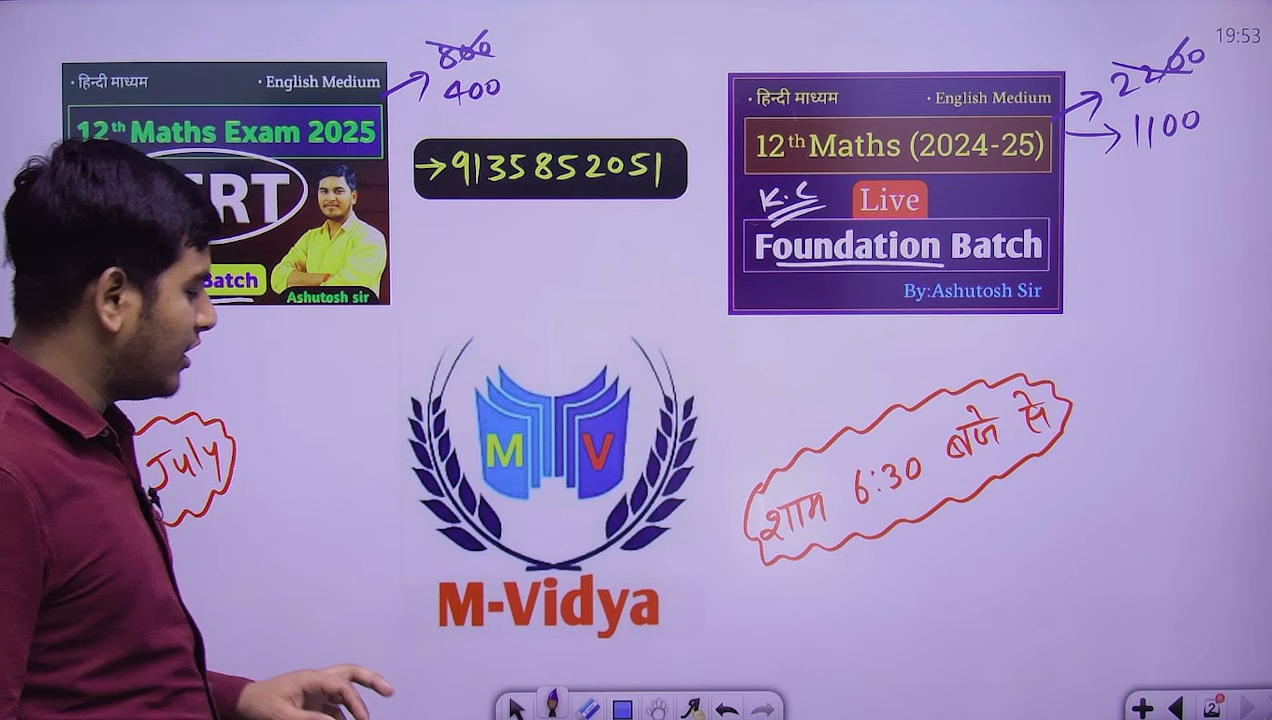 19:53
• हिन्दी माध्यम • English Medium
12th Maths Exam 2025
Batch
Ashutosh sir
800
400
→9135852051
• हिन्दी माध्यम • English Medium
12th Maths (2024-25)
K.C Live
Foundation Batch
By:Ashutosh Sir
2200
1100
July
शाम 6:30 बजे से
M V
M-Vidya
2